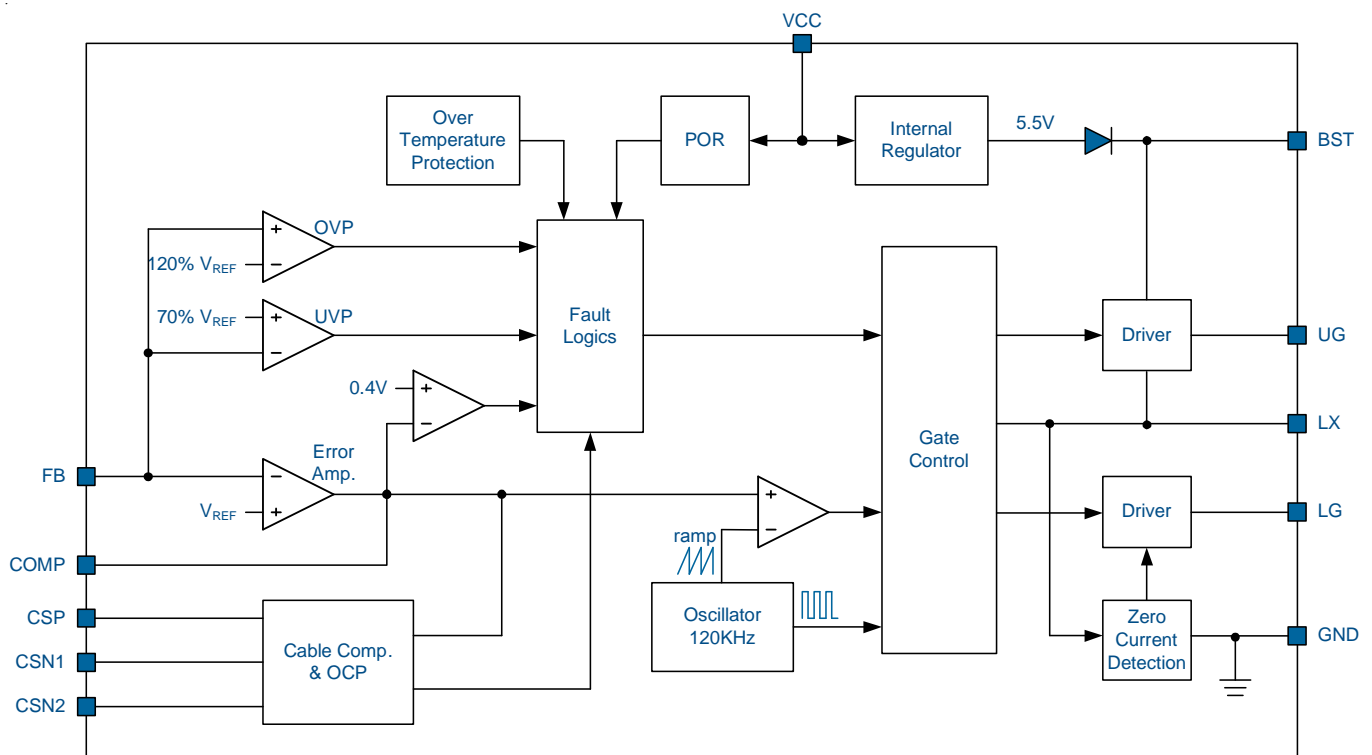 VCC
Over
Temperature
Protection
POR
Internal
Regulator
5.5V
BST
+
OVP
120% VREF
−
70% VREF
+
UVP
−
Fault
Logics
Driver
UG
0.4V
+
−
Gate
Control
LX
FB
−
Error
Amp.
VREF
+
+
−
Driver
LG
ramp
COMP
CSP
Oscillator
120KHz
Zero
Current
Detection
GND
Cable Comp.
& OCP
CSN1
CSN2